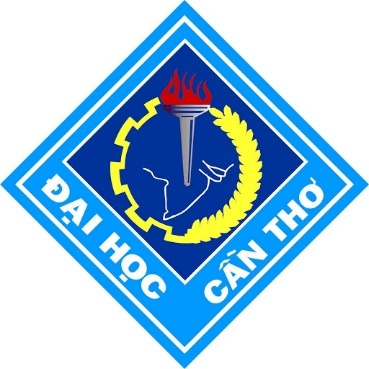 ĐẠI HỌC
CẦN THƠ